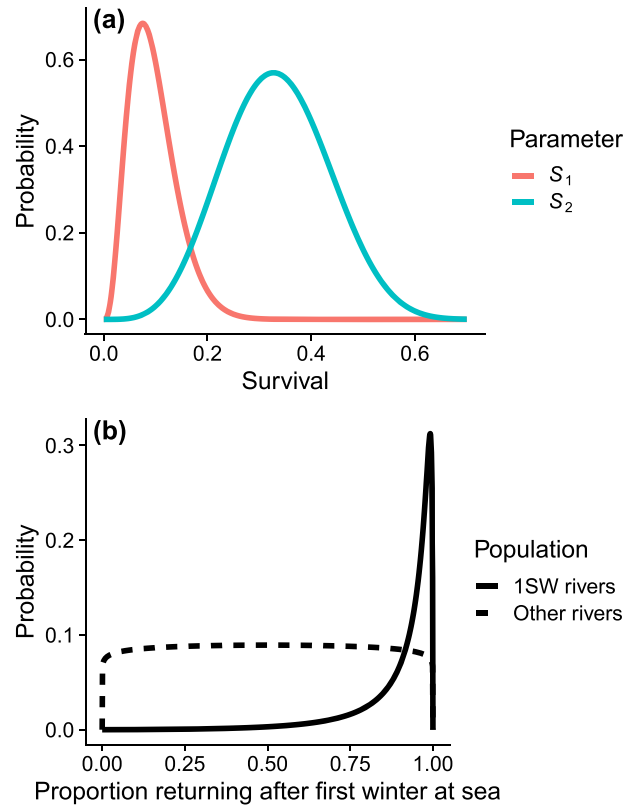 (a)
Probability
0.6
0.4
0.2
0.0
0.0 0.2 0.4 0.6
Survival
Parameter
S1
S2
(b)
Probability
0.3
0.2
0.1
0.0
0.00 0.25 0.50 0.75 1.00
Proportion returning after first winter at sea
Population
1SW rivers
Other rivers